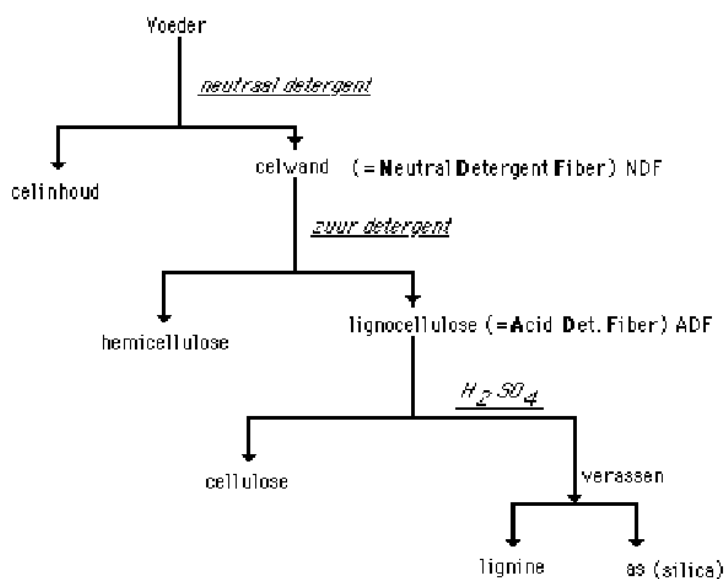 Voeder
neutraal detergent
celinhoud
celwand (=Neutral Detergent Fiber) NDF
zuur detergent
hemicellulose
lignocellulose (=Acid Det. Fiber) ADF
H2SO4
cellulose
verassen
lignine
as (silica)